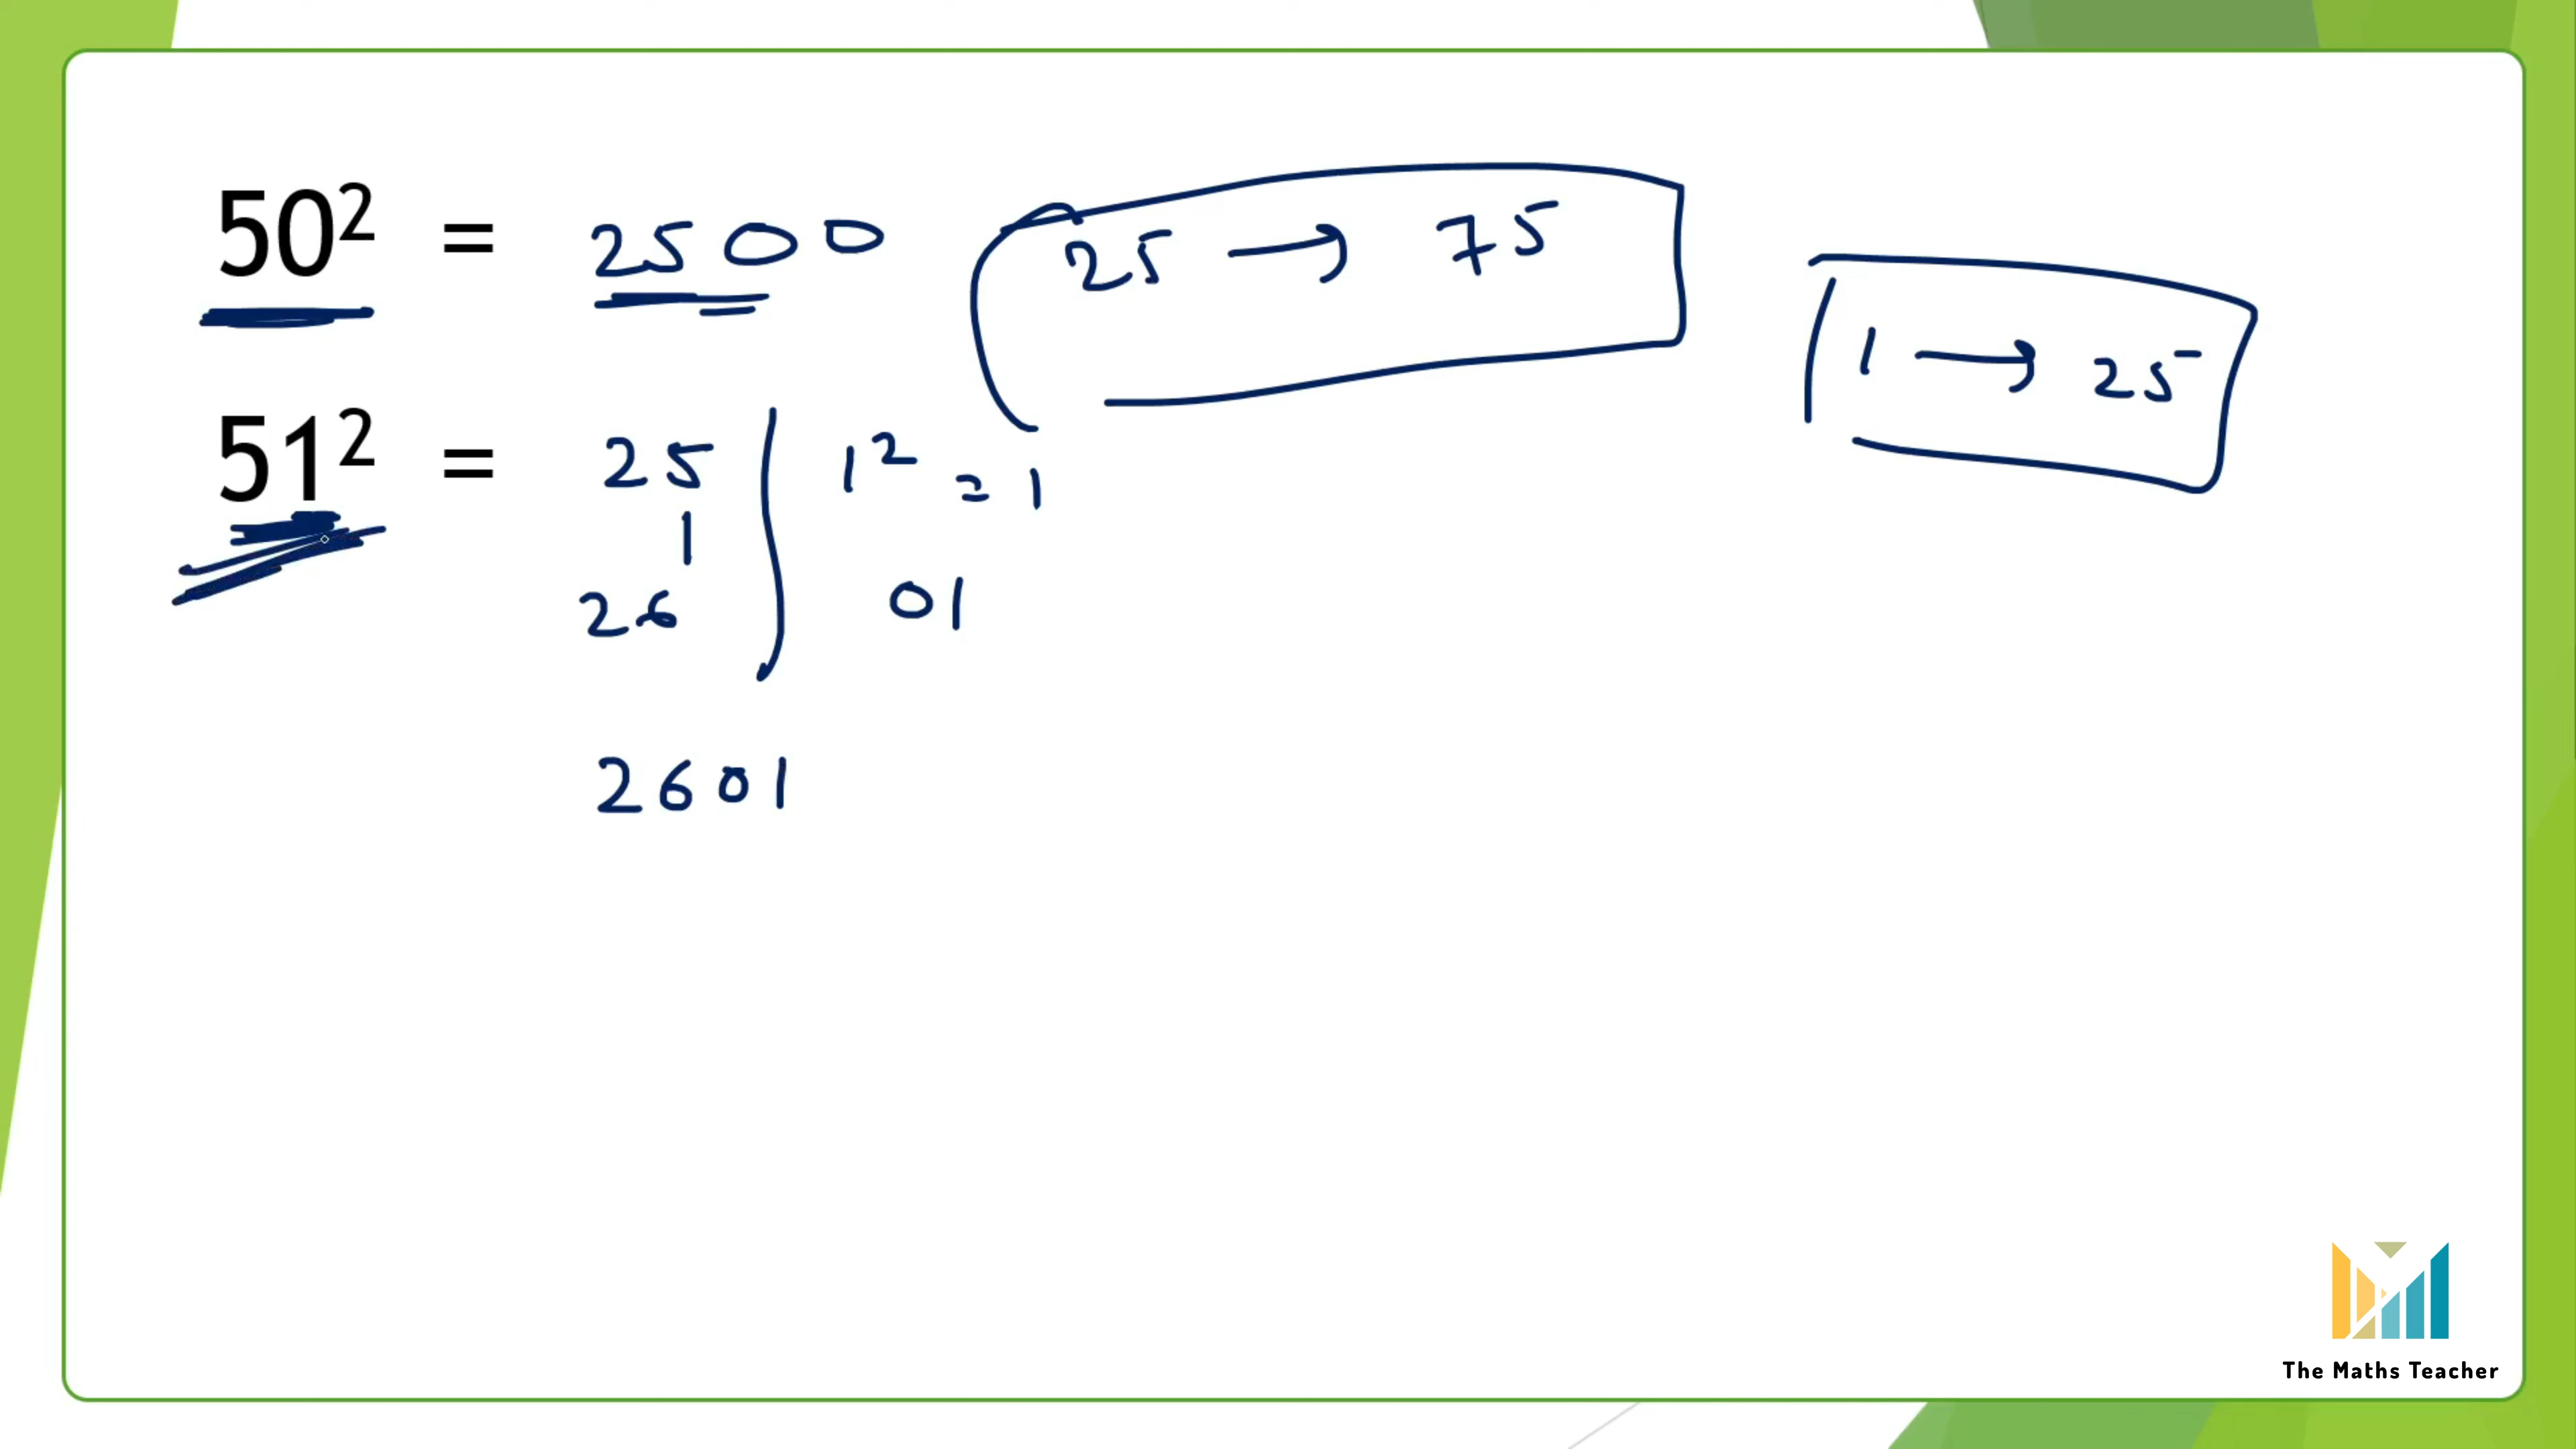 50² = 2500
25 → 75
1 → 25
51² = 25 | 1² = 1
1
26 01
2601
The Maths Teacher